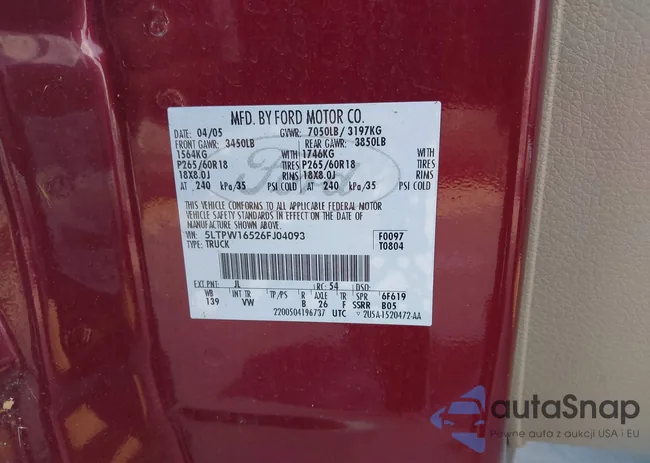 MFD. BY FORD MOTOR CO.
DATE 04/05 GVWR: 7050LB/ 3197KG
FRONT GAWR: 3450LB REAR GAWR: 3850LB
1564KG WITH 1746KG WITH
P265/60R18 TIRES P265/60R18 TIRES
18X8.0J RIMS 18X8.0J RIMS
AT 240 kPa/35 PSI COLD AT 240 kPa/35 PSI COLD
THIS VEHICLE CONFORMS TO ALL APPLICABLE FEDERAL MOTOR
VEHICLE SAFETY STANDARDS IN EFFECT ON THE DATE OF
MANUFACTURE SHOWN ABOVE.
VIN: 5LTPW16526FJ04093 F0097
TYPE: TRUCK T0804
EXT PNT: JL RC: 54 DSO:
WB INT TR TP/PS R AXLE TR SPR 6F619
139 VW B 26 F SSRR B05
2200504196737 UTC 2USA-1520472-AA
Ford
autaSnap
Pewne auta z aukcji USA i EU